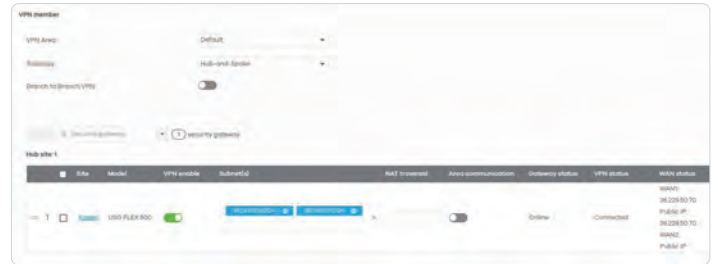 VPN member
VPN Area: Default
Topology: Hub-and-Spoke
Branch to Branch VPN:
1 security gateway
Hub site 1
Site Model VPN enable Subnet(s) NAT traversal Area communication Gateway status VPN status WAN status
1 USG FLEX 500 Online Connected
WAN1:
Public IP:
WAN2:
Public IP: